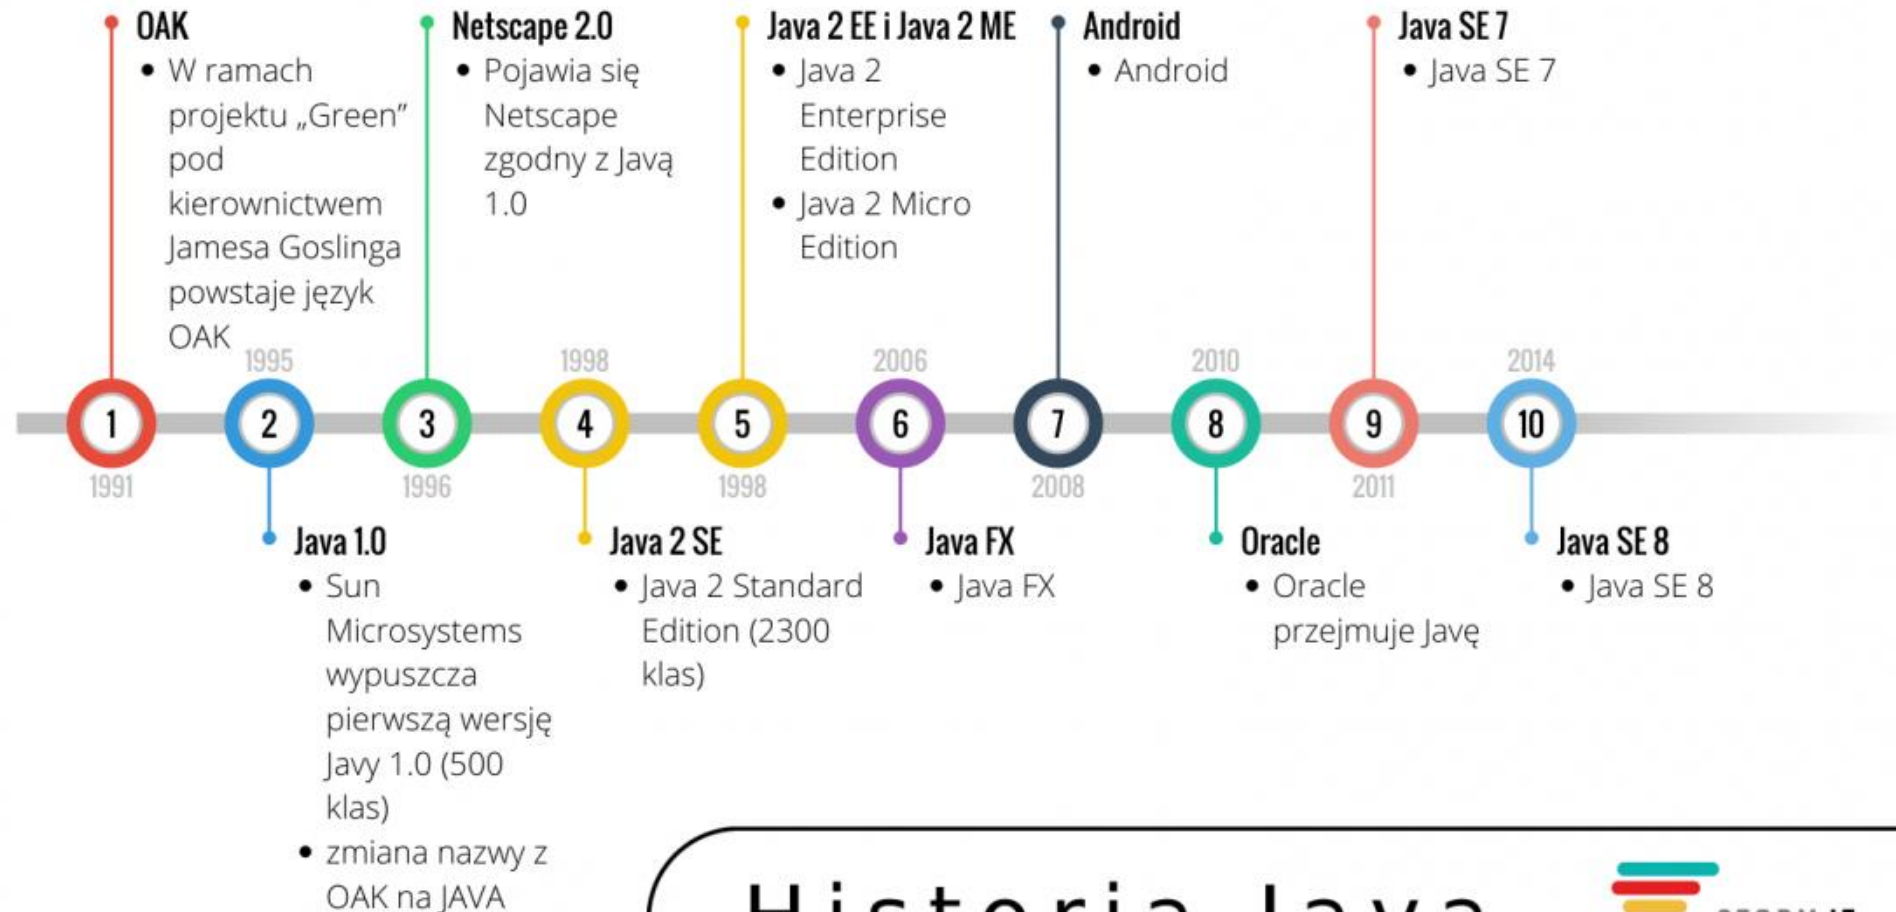 OAK
• W ramach
projektu „Green”
pod
kierownictwem
Jamesa Goslinga
powstaje język
OAK
Netscape 2.0
• Pojawia się
Netscape
zgodny z Javą
1.0
Java 2 EE i Java 2 ME
• Java 2
Enterprise
Edition
• Java 2 Micro
Edition
Android
• Android
Java SE 7
• Java SE 7
1995
1998
2006
2010
2014
1
2
3
4
5
6
7
8
9
10
1991
1996
1998
2008
2011
Java 1.0
• Sun
Microsystems
wypuszcza
pierwszą wersję
Javy 1.0 (500
klas)
• zmiana nazwy z
OAK na JAVA
Java 2 SE
• Java 2 Standard
Edition (2300
klas)
Java FX
• Java FX
Oracle
• Oracle
przejmuje Javę
Java SE 8
• Java SE 8
Historia Java